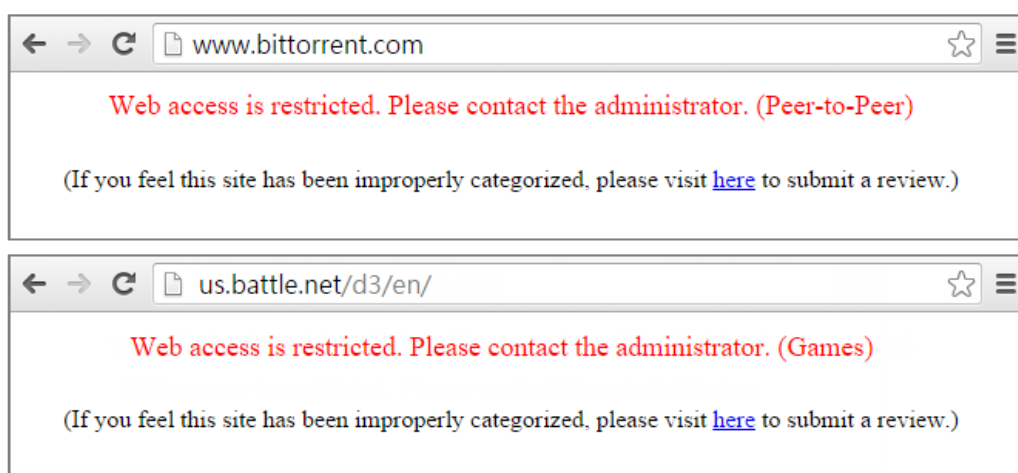 www.bittorrent.com
Web access is restricted. Please contact the administrator. (Peer-to-Peer)
(If you feel this site has been improperly categorized, please visit here to submit a review.)
us.battle.net/d3/en/
Web access is restricted. Please contact the administrator. (Games)
(If you feel this site has been improperly categorized, please visit here to submit a review.)